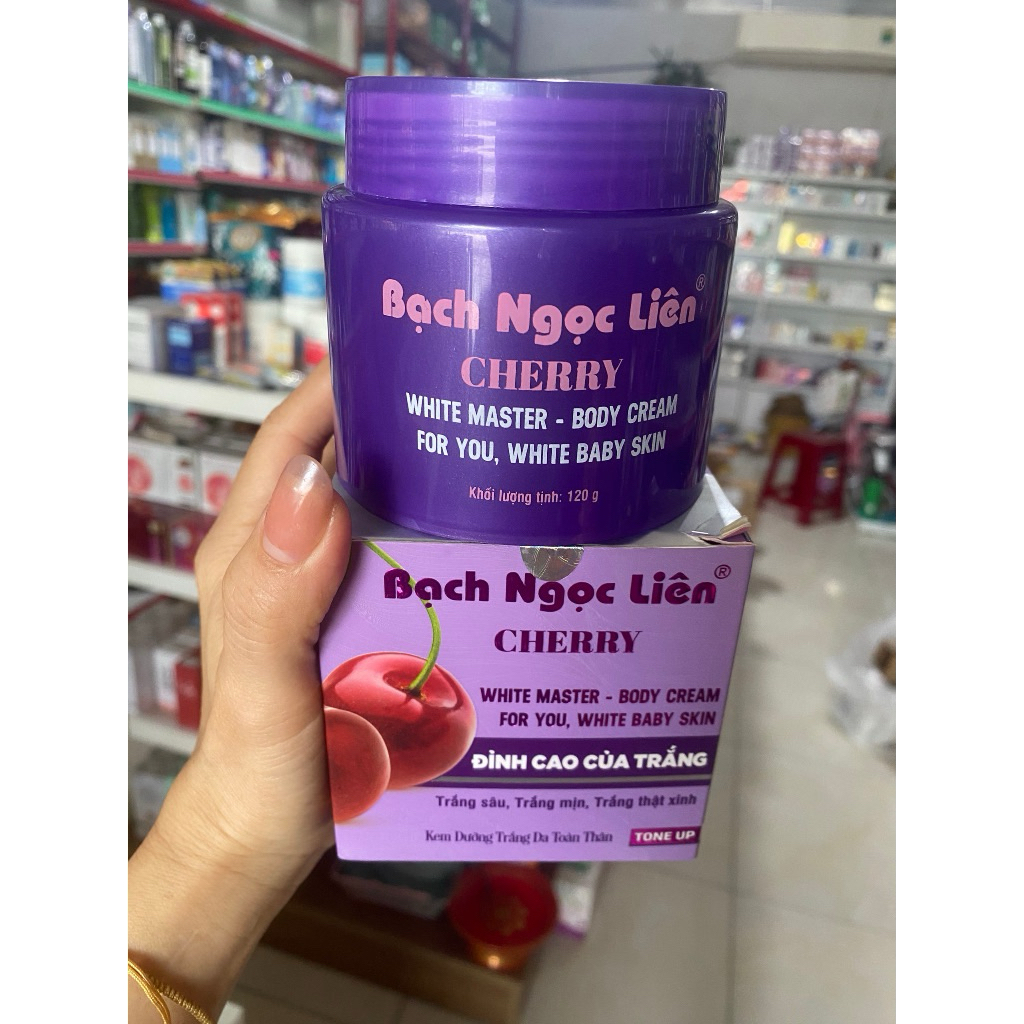 Bạch Ngọc Liên®
CHERRY
WHITE MASTER - BODY CREAM
FOR YOU, WHITE BABY SKIN
Khối lượng tịnh: 120 g
Bạch Ngọc Liên®
CHERRY
WHITE MASTER - BODY CREAM
FOR YOU, WHITE BABY SKIN
ĐỈNH CAO CỦA TRẮNG
Trắng sâu, Trắng mịn, Trắng thật xinh
Kem Dưỡng Trắng Da Toàn Thân TONE UP